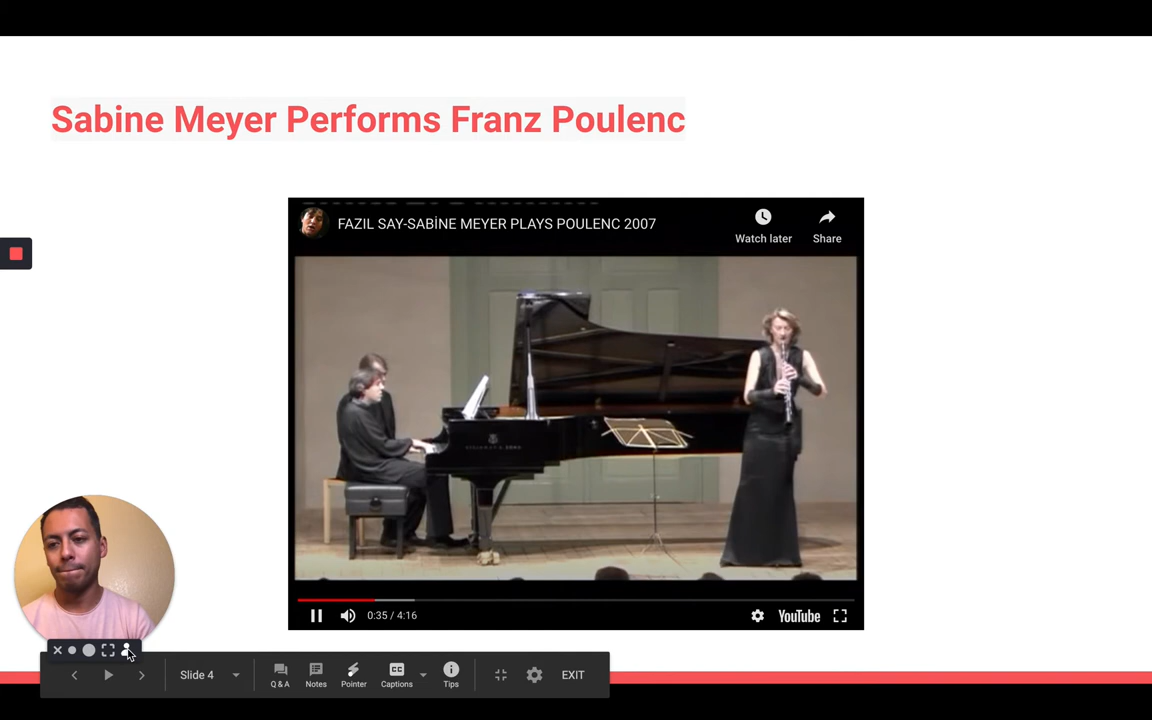 Sabine Meyer Performs Franz Poulenc
FAZIL SAY-SABİNE MEYER PLAYS POULENC 2007
Watch later
Share
0:35 / 4:16
YouTube
Slide 4
Q & A
Notes
Pointer
CC
Captions
Tips
EXIT